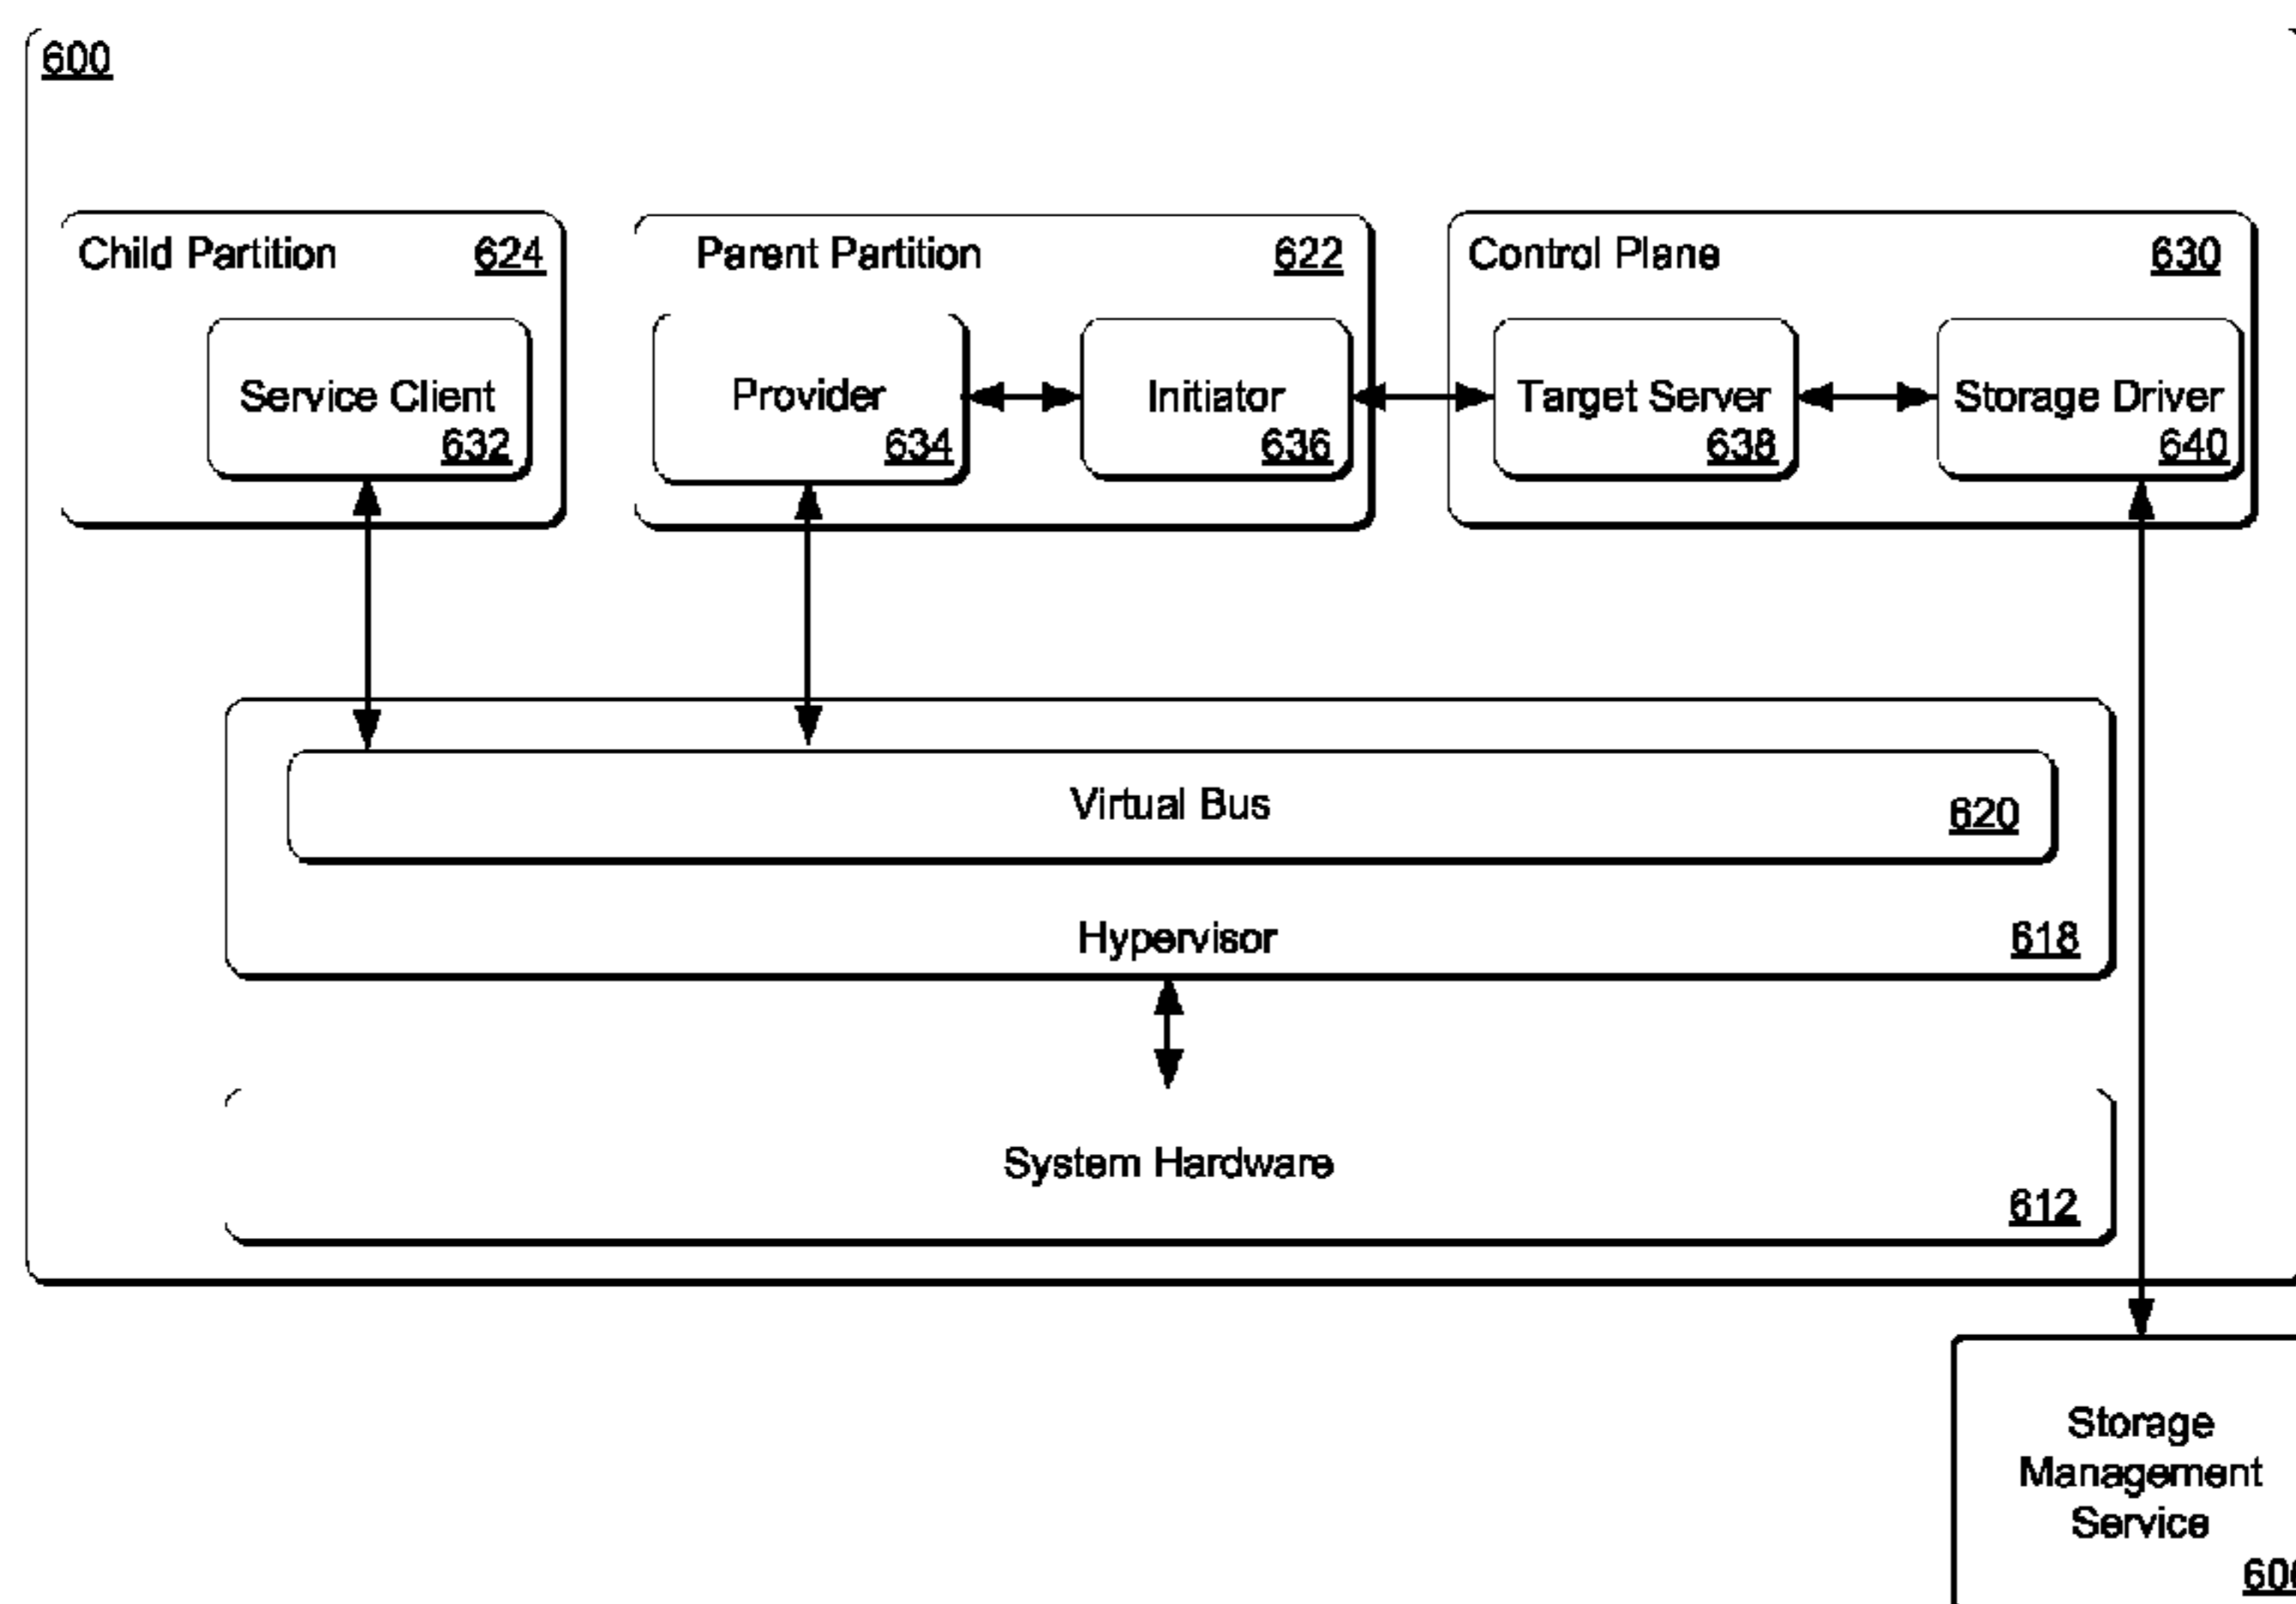 600
Child Partition 624
Parent Partition 622
Control Plane 630
Service Client
632
Provider
634
Initiator
636
Target Server
638
Storage Driver
640
Virtual Bus 620
Hypervisor 618
System Hardware
612
Storage
Management
Service